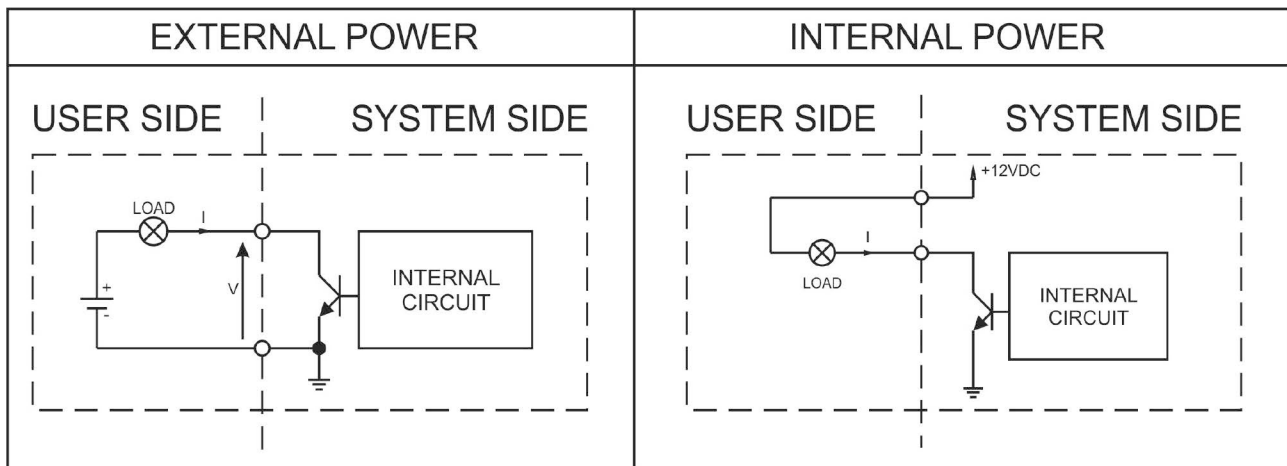 EXTERNAL POWER
INTERNAL POWER
USER SIDE
SYSTEM SIDE
LOAD
I
+
-
V
INTERNAL
CIRCUIT
USER SIDE
SYSTEM SIDE
+12VDC
I
LOAD
INTERNAL
CIRCUIT